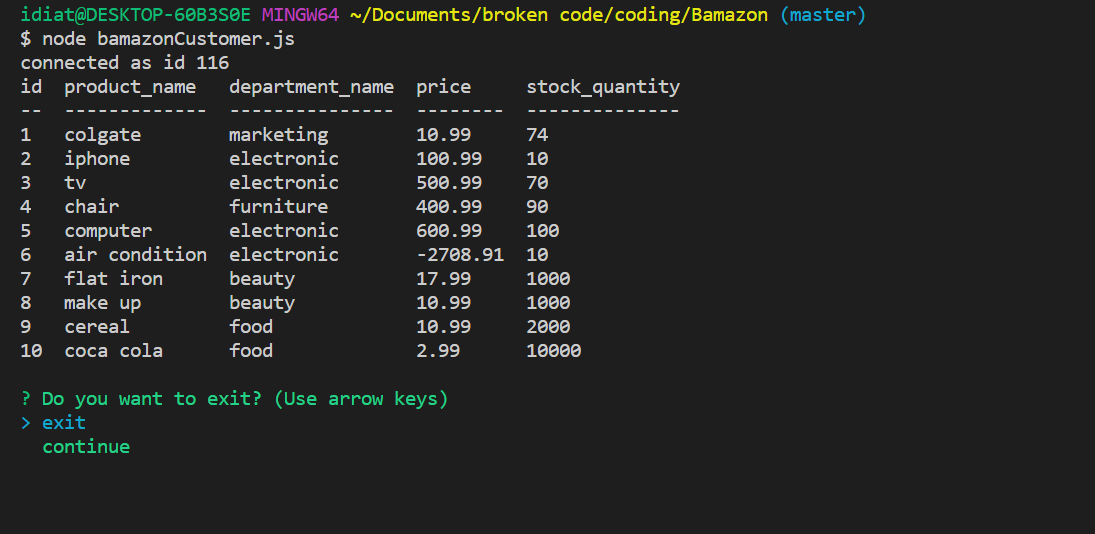 idiat@DESKTOP-60B3S0E MINGW64 ~/Documents/broken code/coding/Bamazon (master)
$ node bamazonCustomer.js
connected as id 116
id  product_name   department_name  price     stock_quantity
--  -------------  ---------------  --------  --------------
1   colgate        marketing        10.99     74
2   iphone         electronic       100.99    10
3   tv             electronic       500.99    70
4   chair          furniture        400.99    90
5   computer       electronic       600.99    100
6   air condition  electronic       -2708.91  10
7   flat iron      beauty           17.99     1000
8   make up        beauty           10.99     1000
9   cereal         food             10.99     2000
10  coca cola      food             2.99      10000
? Do you want to exit? (Use arrow keys)
> exit
  continue